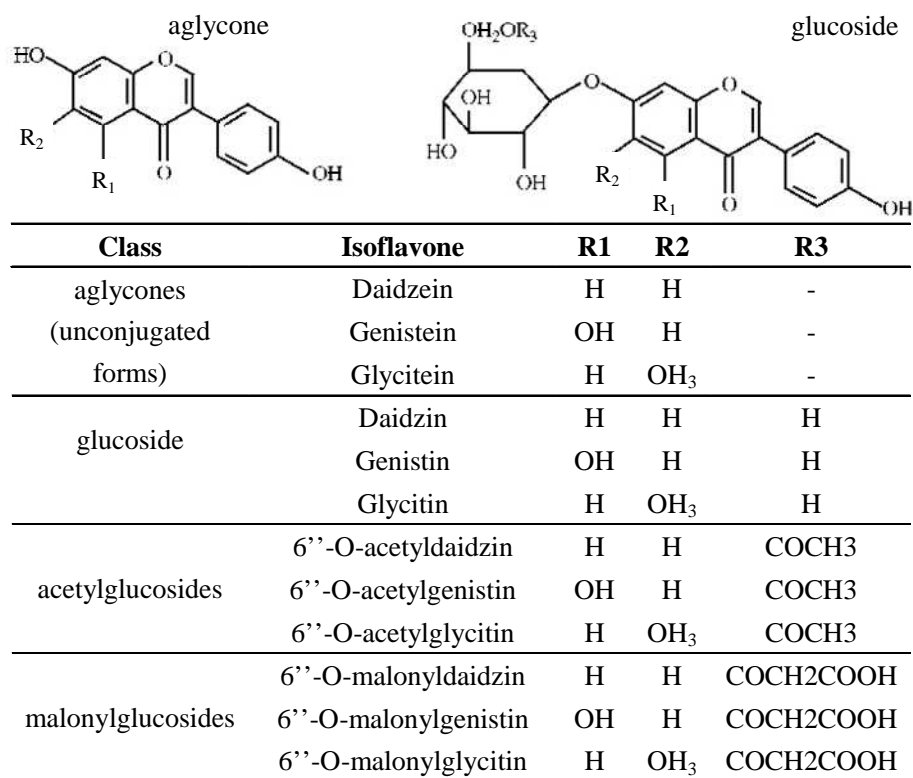 aglycone
glucoside
HO
O
R₂
R₁
O
OH
OH₂OR₃
OH
HO
OH
O
O
R₂
R₁
O
OH
Class Isoflavone R1 R2 R3
aglycones (unconjugated forms)
Daidzein H H -
Genistein OH H -
Glycitein H OH₃ -
glucoside
Daidzin H H H
Genistin OH H H
Glycitin H OH₃ H
acetylglucosides
6’’-O-acetyldaidzin H H COCH3
6’’-O-acetylgenistin OH H COCH3
6’’-O-acetylglycitin H OH₃ COCH3
malonylglucosides
6’’-O-malonyldaidzin H H COCH2COOH
6’’-O-malonylgenistin OH H COCH2COOH
6’’-O-malonylglycitin H OH₃ COCH2COOH